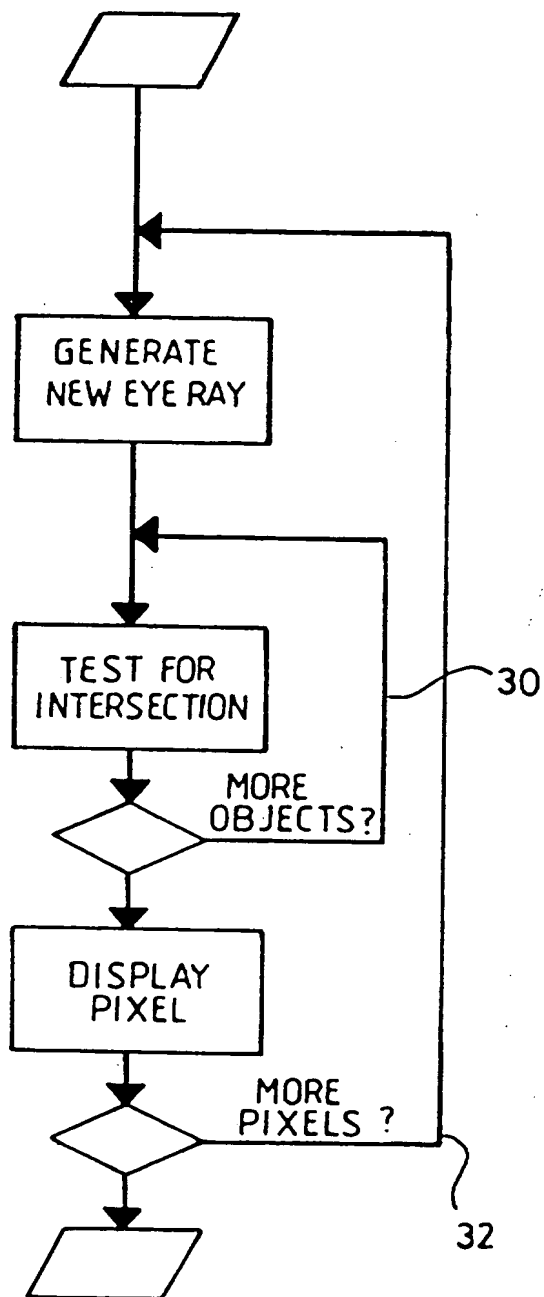 GENERATE
NEW EYE RAY
TEST FOR
INTERSECTION
30
MORE
OBJECTS?
DISPLAY
PIXEL
MORE
PIXELS ?
32